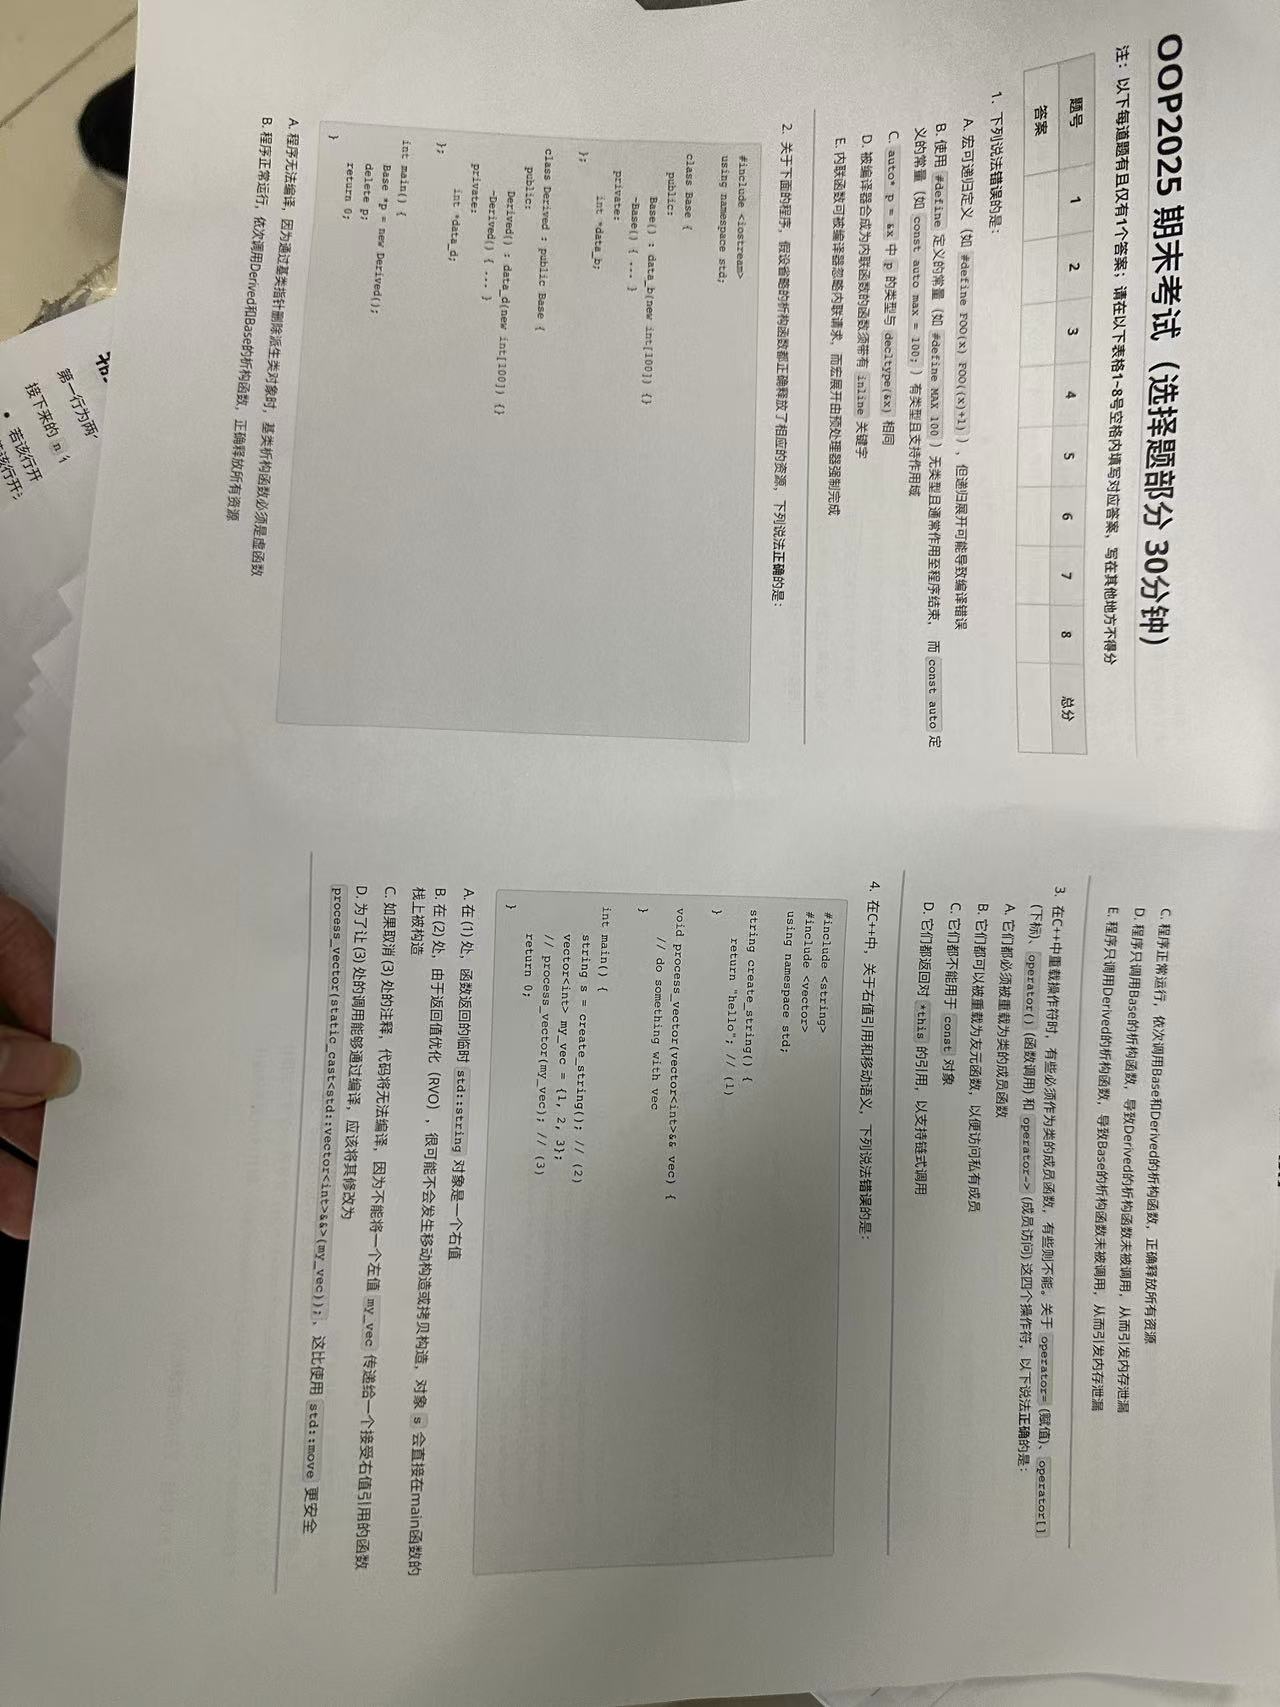 OOP2025 期末考试（选择题部分 30分钟）
注：以下每道题有且仅有1个答案；请在以下表格1~8号空格内填写对应答案，写在其他地方不得分
题号 1 2 3 4 5 6 7 8 总分
答案
1. 下列说法错误的是：
A. 宏可递归定义（如 #define FOO(x) FOO((x)+1)），但递归展开可能导致编译错误
B. 使用 #define 定义的常量（如 #define MAX 100）无类型且通常作用至程序结束，而 const auto 定
义的常量（如 const auto max = 100;）有类型且支持作用域
C. auto* p = &x 中 p 的类型与 decltype(&x) 相同
D. 被编译器合成为内联函数的函数须带有 inline 关键字
E. 内联函数可被编译器忽略内联请求，而宏展开由预处理器强制完成
2. 关于下面的程序，假设省略的析构函数都正确释放了相应的资源，下列说法正确的是：
#include <iostream>
using namespace std;
class Base {
public:
Base() : data_b(new int[100]) {}
~Base() { ... }
private:
int *data_b;
};
class Derived : public Base {
public:
Derived() : data_d(new int[100]) {}
~Derived() { ... }
private:
int *data_d;
};
int main() {
Base *p = new Derived();
delete p;
return 0;
}
A. 程序无法编译，因为通过基类指针删除派生类对象时，基类析构函数必须是虚函数
B. 程序正常运行，依次调用Derived和Base的析构函数，正确释放所有资源
C. 程序正常运行，依次调用Base和Derived的析构函数，正确释放所有资源
D. 程序只调用Base的析构函数，导致Derived的析构函数未被调用，从而引发内存泄漏
E. 程序只调用Derived的析构函数，导致Base的析构函数未被调用，从而引发内存泄漏
3. 在C++中重载操作符时，有些必须作为类的成员函数，有些则不能。关于 operator= (赋值)、operator[]
(下标)、operator() (函数调用) 和 operator-> (成员访问) 这四个操作符，以下说法正确的是：
A. 它们都必须被重载为类的成员函数
B. 它们都可以被重载为友元函数，以便访问私有成员
C. 它们都不能用于 const 对象
D. 它们都返回对 *this 的引用，以支持链式调用
4. 在C++中，关于右值引用和移动语义，下列说法错误的是：
#include <string>
#include <vector>
using namespace std;
string create_string() {
return "hello"; // (1)
}
void process_vector(vector<int>&& vec) {
// do something with vec
}
int main() {
string s = create_string(); // (2)
vector<int> my_vec = {1, 2, 3};
// process_vector(my_vec); // (3)
return 0;
}
A. 在 (1) 处，函数返回的临时 std::string 对象是一个右值
B. 在 (2) 处，由于返回值优化（RVO），很可能不会发生移动构造或拷贝构造，对象 s 会直接在main函数的
栈上被构造
C. 如果取消 (3) 处的注释，代码将无法编译，因为不能将一个左值 my_vec 传递给一个接受右值引用的函数
D. 为了让 (3) 处的调用能够通过编译，应该将其修改为
process_vector(static_cast<std::vector<int>&&>(my_vec));，这比使用 std::move 更安全
第一行为两
接下来的 n
• 若该行开